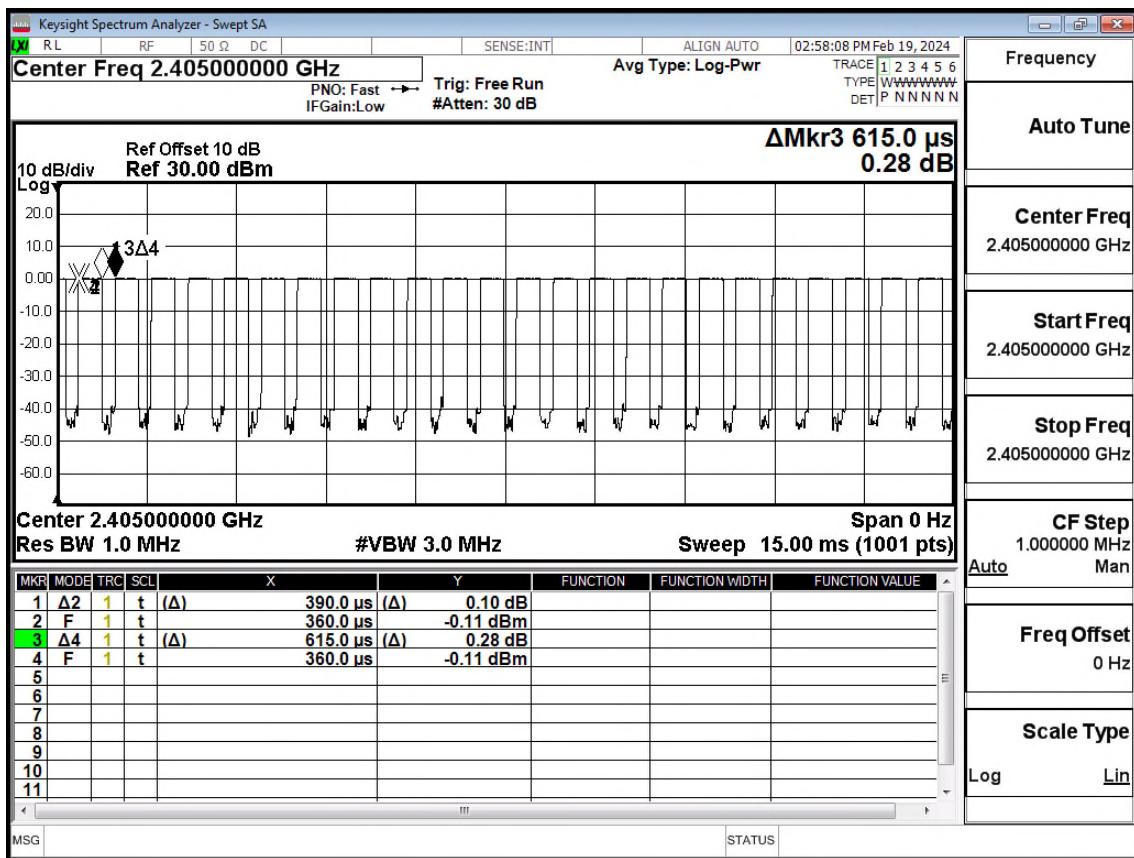 Keysight Spectrum Analyzer - Swept SA
LXI RL RF 50 Ω DC SENSE:INT ALIGN AUTO 02:58:08 PM Feb 19, 2024
Center Freq 2.405000000 GHz
PNO: Fast
IFGain:Low
Trig: Free Run
#Atten: 30 dB
Avg Type: Log-Pwr
TRACE 1 2 3 4 5 6
TYPE WWWWWW
DET P N N N N N
Ref Offset 10 dB
Ref 30.00 dBm
10 dB/div
Log
ΔMkr3 615.0 µs
0.28 dB
20.0
10.0
0.00
-10.0
-20.0
-30.0
-40.0
-50.0
-60.0
3Δ4
Center 2.405000000 GHz
Span 0 Hz
Res BW 1.0 MHz
#VBW 3.0 MHz
Sweep 15.00 ms (1001 pts)
MKR MODE TRC SCL X Y FUNCTION FUNCTION WIDTH FUNCTION VALUE
1 Δ2 1 t (Δ) 390.0 µs (Δ) 0.10 dB
2 F 1 t 360.0 µs -0.11 dBm
3 Δ4 1 t (Δ) 615.0 µs (Δ) 0.28 dB
4 F 1 t 360.0 µs -0.11 dBm
5
6
7
8
9
10
11
MSG
STATUS
Frequency
Auto Tune
Center Freq
2.405000000 GHz
Start Freq
2.405000000 GHz
Stop Freq
2.405000000 GHz
CF Step
1.000000 MHz
Auto Man
Freq Offset
0 Hz
Scale Type
Log Lin